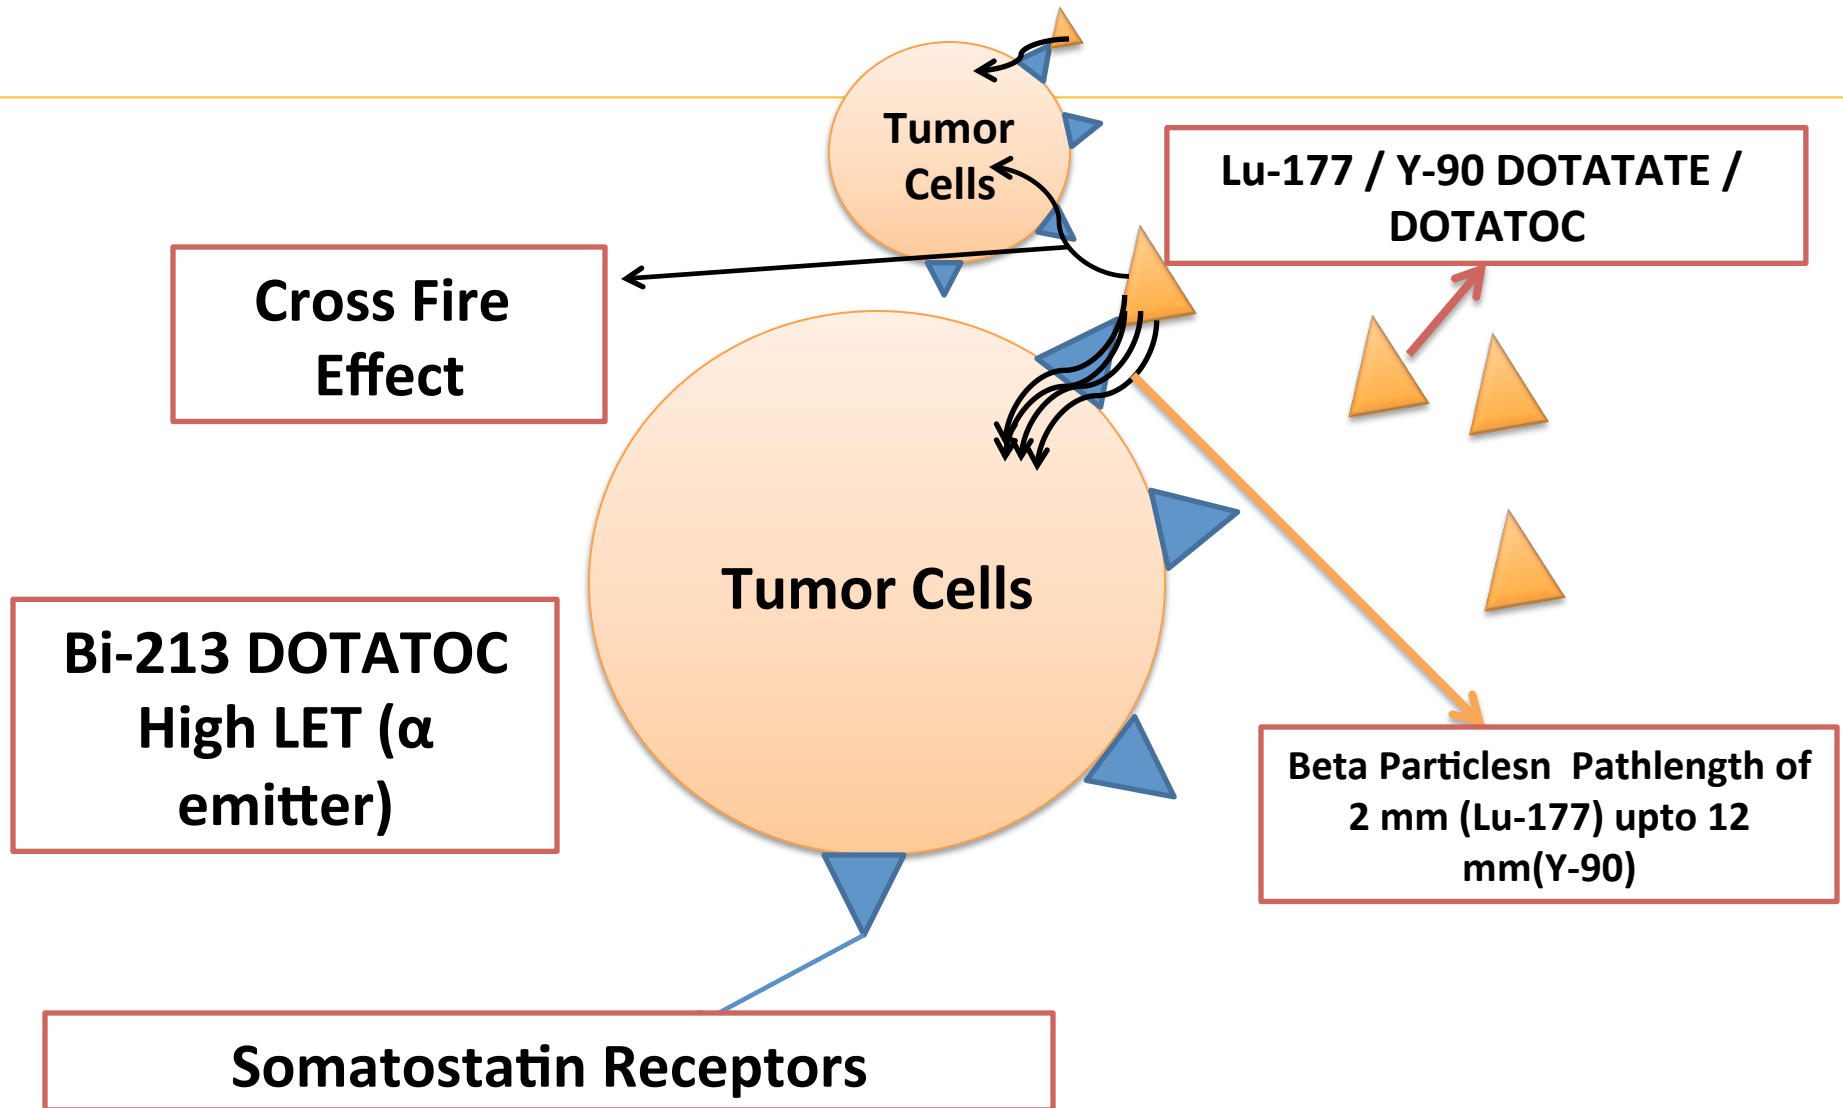 Tumor
Cells
Lu-177 / Y-90 DOTATATE /
DOTATOC
Cross Fire
Effect
Tumor Cells
Bi-213 DOTATOC
High LET (α
emitter)
Beta Particlesn  Pathlength of
2 mm (Lu-177) upto 12
mm(Y-90)
Somatostatin Receptors